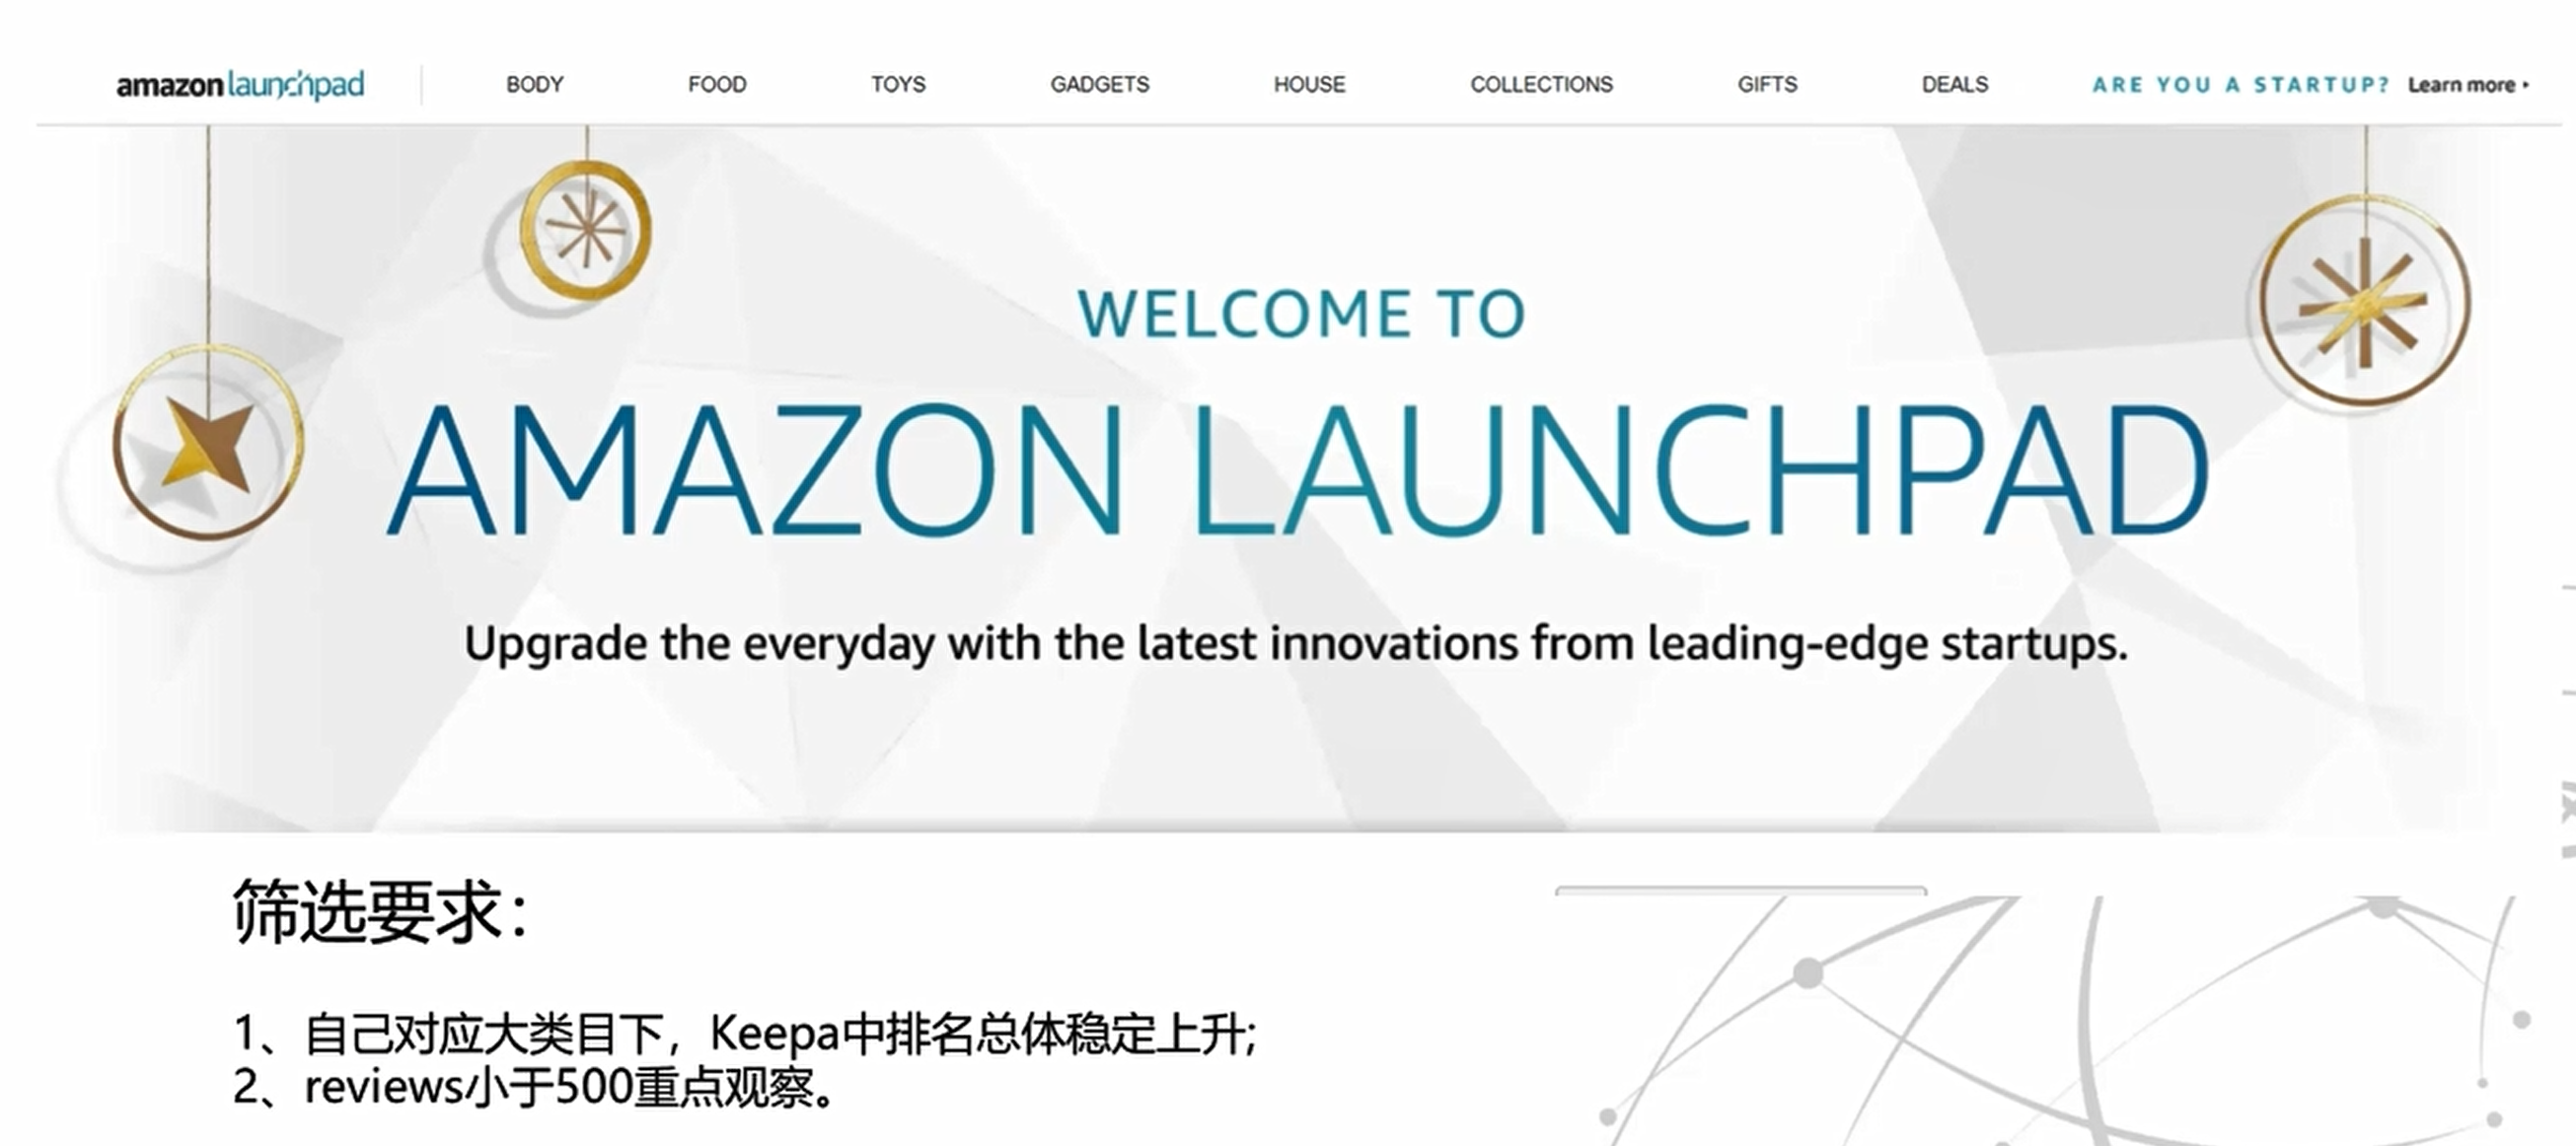 amazon launchpad BODY FOOD TOYS GADGETS HOUSE COLLECTIONS GIFTS DEALS ARE YOU A STARTUP? Learn more
WELCOME TO
AMAZON LAUNCHPAD
Upgrade the everyday with the latest innovations from leading-edge startups.
筛选要求：
1、自己对应大类目下，Keepa中排名总体稳定上升;
2、reviews小于500重点观察。